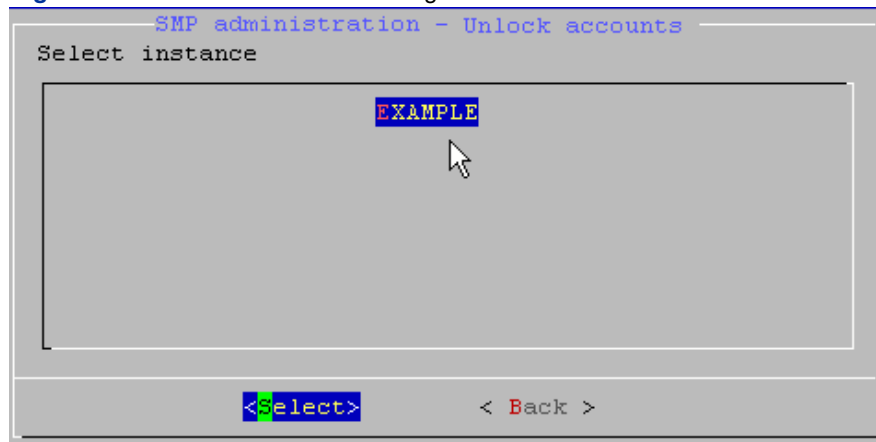 SMP administration - Unlock accounts
Select instance
EXAMPLE
<Select> < Back >